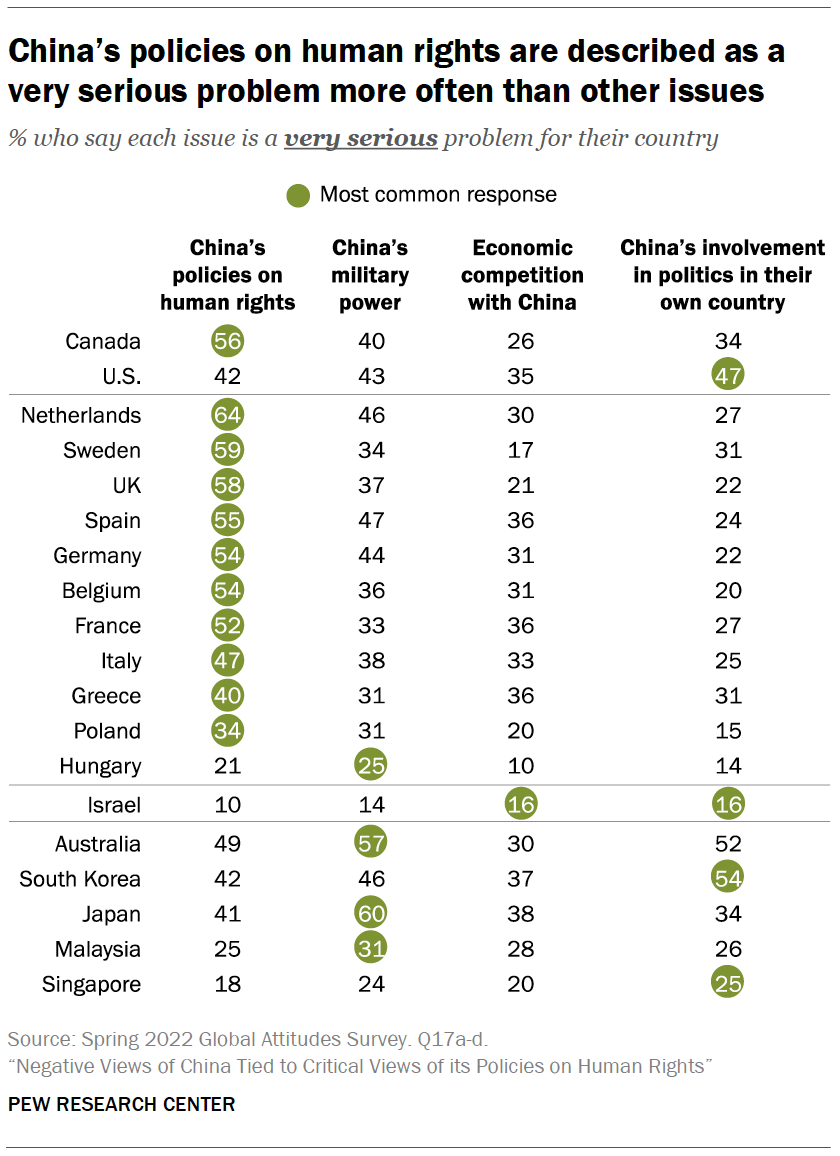 China’s policies on human rights are described as a
very serious problem more often than other issues
% who say each issue is a very serious problem for their country
Most common response
China’s policies on human rights China’s military power Economic competition with China China’s involvement in politics in their own country
Canada 56 40 26 34
U.S. 42 43 35 47
Netherlands 64 46 30 27
Sweden 59 34 17 31
UK 58 37 21 22
Spain 55 47 36 24
Germany 54 44 31 22
Belgium 54 36 31 20
France 52 33 36 27
Italy 47 38 33 25
Greece 40 31 36 31
Poland 34 31 20 15
Hungary 21 25 10 14
Israel 10 14 16 16
Australia 49 57 30 52
South Korea 42 46 37 54
Japan 41 60 38 34
Malaysia 25 31 28 26
Singapore 18 24 20 25
Source: Spring 2022 Global Attitudes Survey. Q17a-d.
“Negative Views of China Tied to Critical Views of its Policies on Human Rights”
PEW RESEARCH CENTER